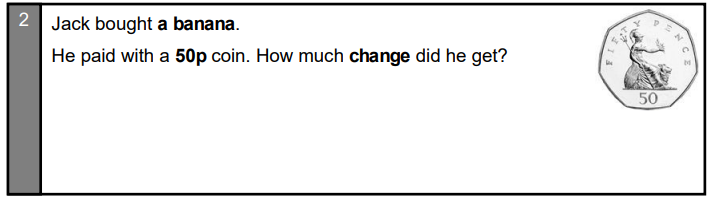 2
Jack bought a banana.
He paid with a 50p coin. How much change did he get?
FIFTY PENCE
50